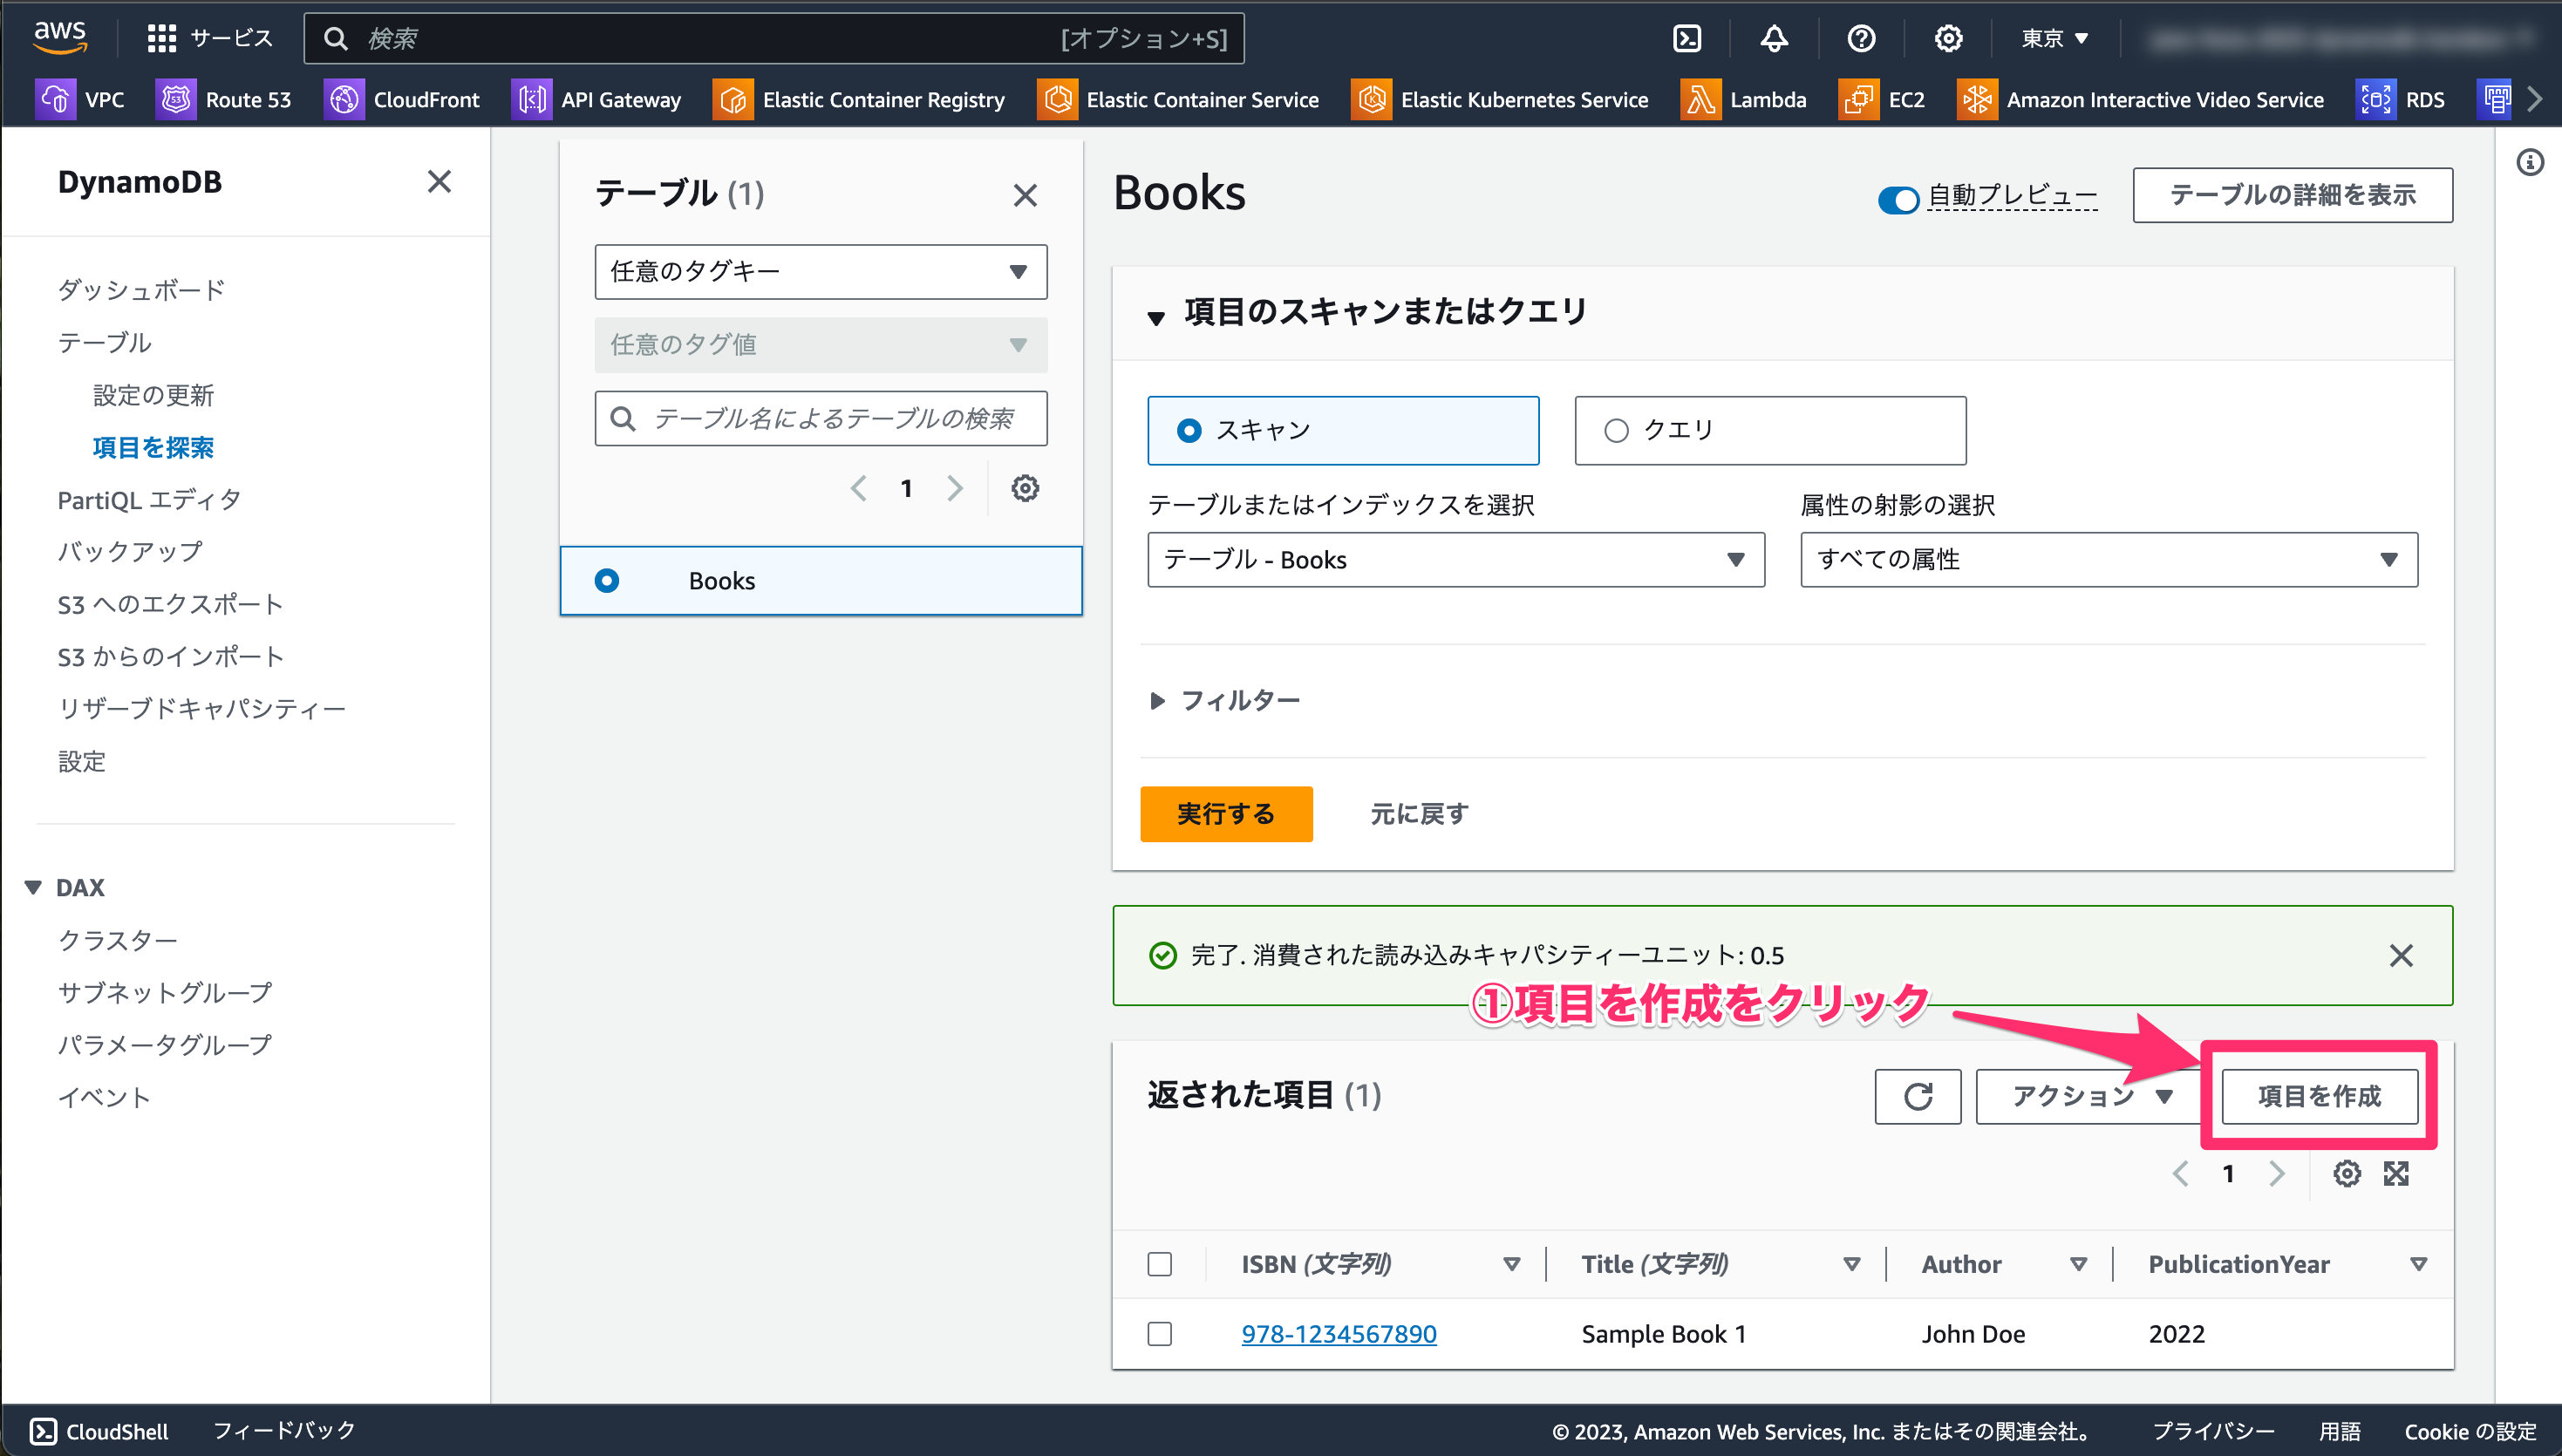 aws
サービス
検索
[オプション+S]
東京
VPC
Route 53
CloudFront
API Gateway
Elastic Container Registry
Elastic Container Service
Elastic Kubernetes Service
Lambda
EC2
Amazon Interactive Video Service
RDS
DynamoDB
ダッシュボード
テーブル
設定の更新
項目を探索
PartiQL エディタ
バックアップ
S3 へのエクスポート
S3 からのインポート
リザーブドキャパシティー
設定
DAX
クラスター
サブネットグループ
パラメータグループ
イベント
テーブル (1)
任意のタグキー
任意のタグ値
テーブル名によるテーブルの検索
1
Books
Books
自動プレビュー
テーブルの詳細を表示
項目のスキャンまたはクエリ
スキャン
クエリ
テーブルまたはインデックスを選択
テーブル - Books
属性の射影の選択
すべての属性
フィルター
実行する
元に戻す
完了. 消費された読み込みキャパシティーユニット: 0.5
①項目を作成をクリック
返された項目 (1)
アクション
項目を作成
1
ISBN (文字列)
Title (文字列)
Author
PublicationYear
978-1234567890
Sample Book 1
John Doe
2022
CloudShell
フィードバック
© 2023, Amazon Web Services, Inc. またはその関連会社。
プライバシー
用語
Cookie の設定